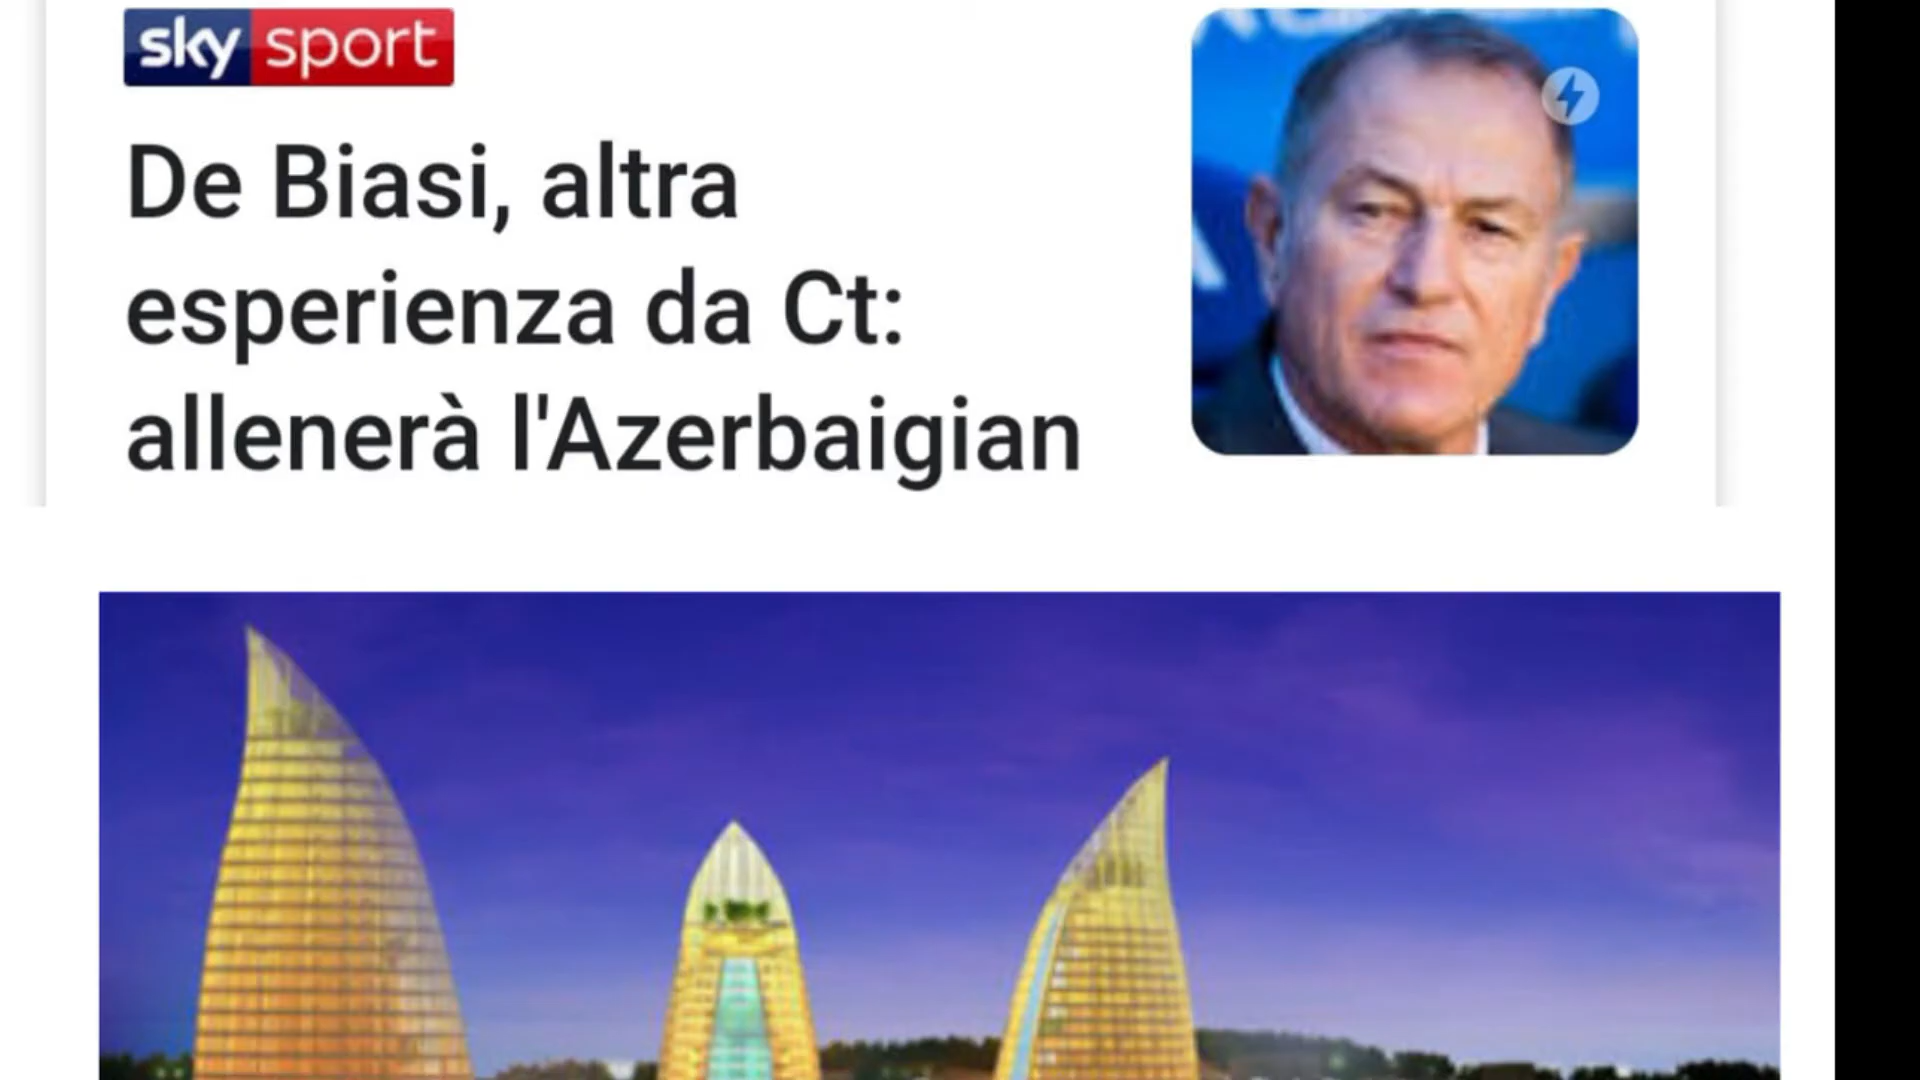 sky sport
De Biasi, altra
esperienza da Ct:
allenerà l'Azerbaigian